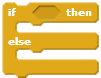 if then
else